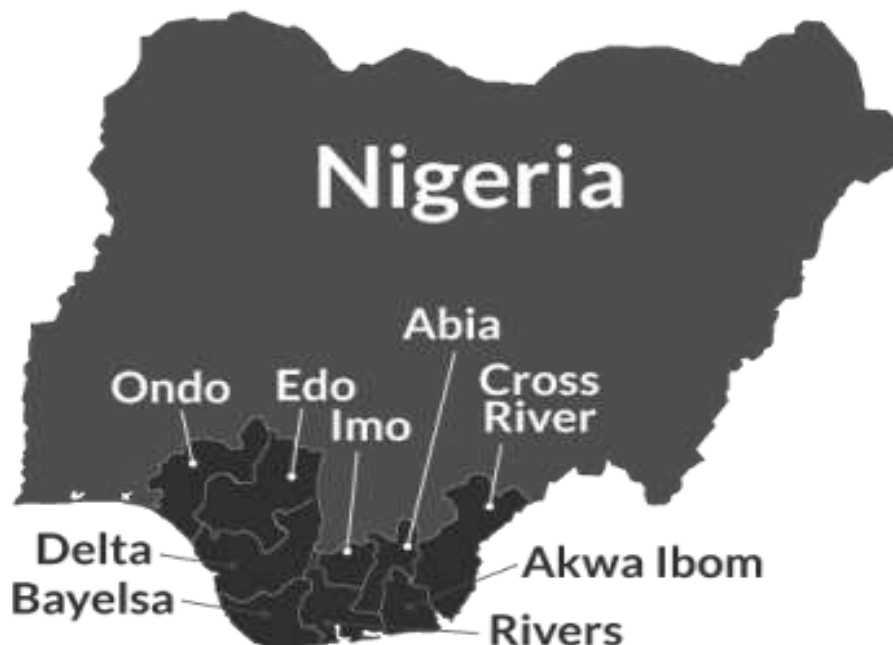 Nigeria
Abia
Cross
River
Ondo
Edo
Imo
Delta
Bayelsa
Akwa Ibom
Rivers